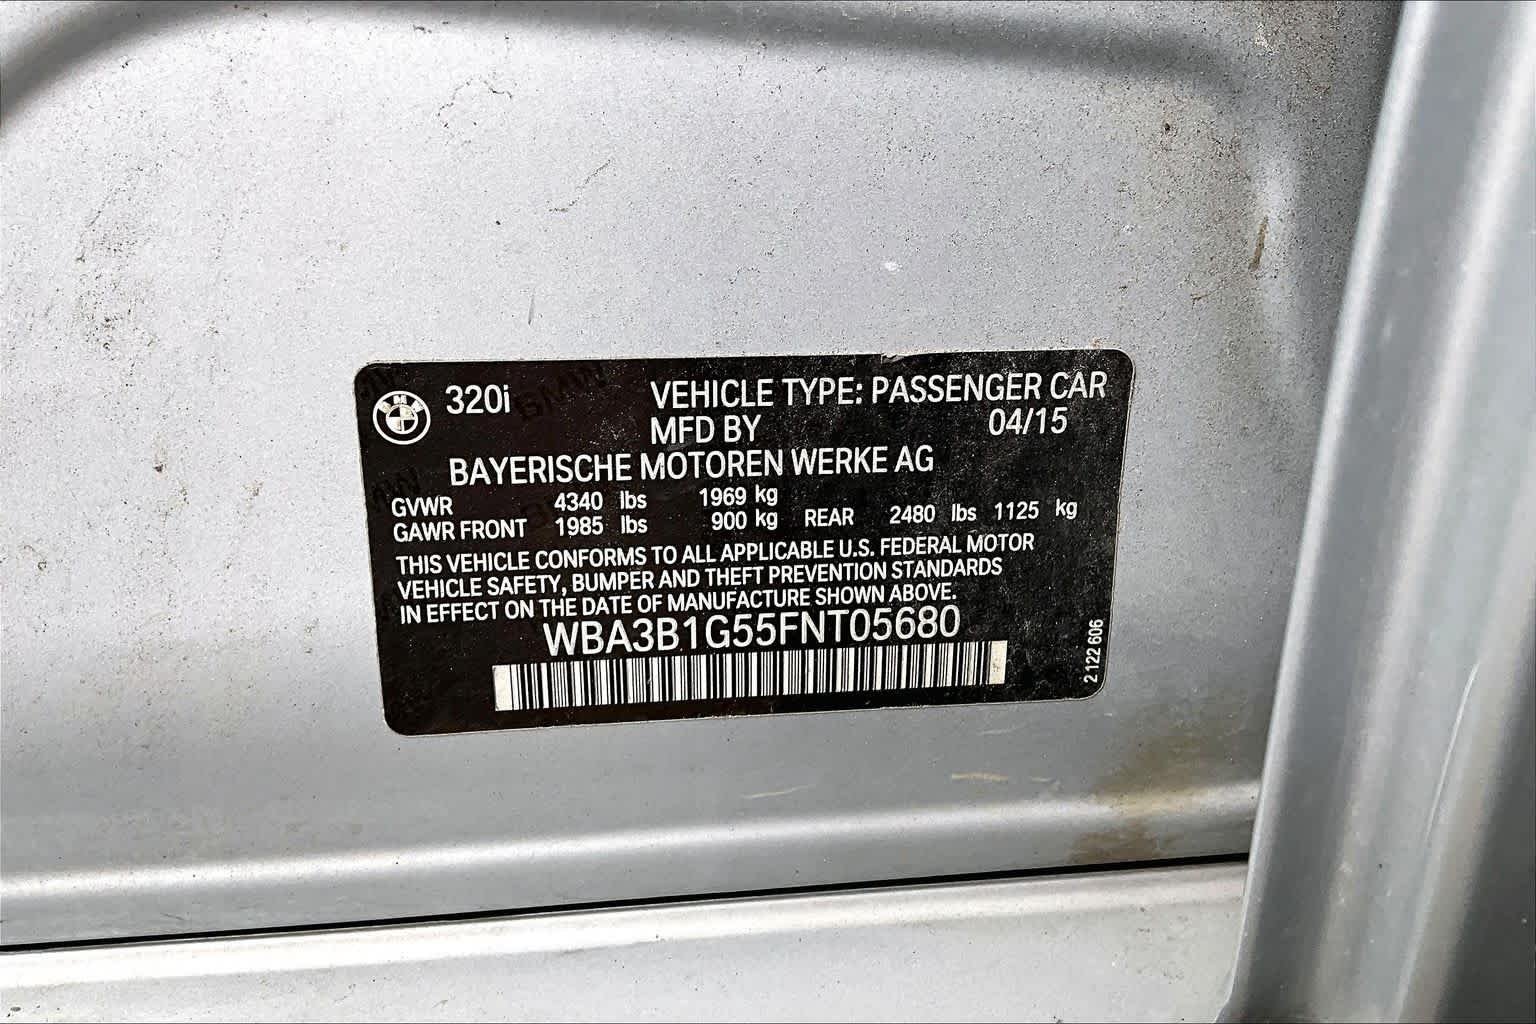 BMW 320i VEHICLE TYPE: PASSENGER CAR
MFD BY 04/15
BAYERISCHE MOTOREN WERKE AG
GVWR 4340 lbs 1969 kg
GAWR FRONT 1985 lbs 900 kg REAR 2480 lbs 1125 kg
THIS VEHICLE CONFORMS TO ALL APPLICABLE U.S. FEDERAL MOTOR
VEHICLE SAFETY, BUMPER AND THEFT PREVENTION STANDARDS
IN EFFECT ON THE DATE OF MANUFACTURE SHOWN ABOVE.
WBA3B1G55FNT05680
2 122 606